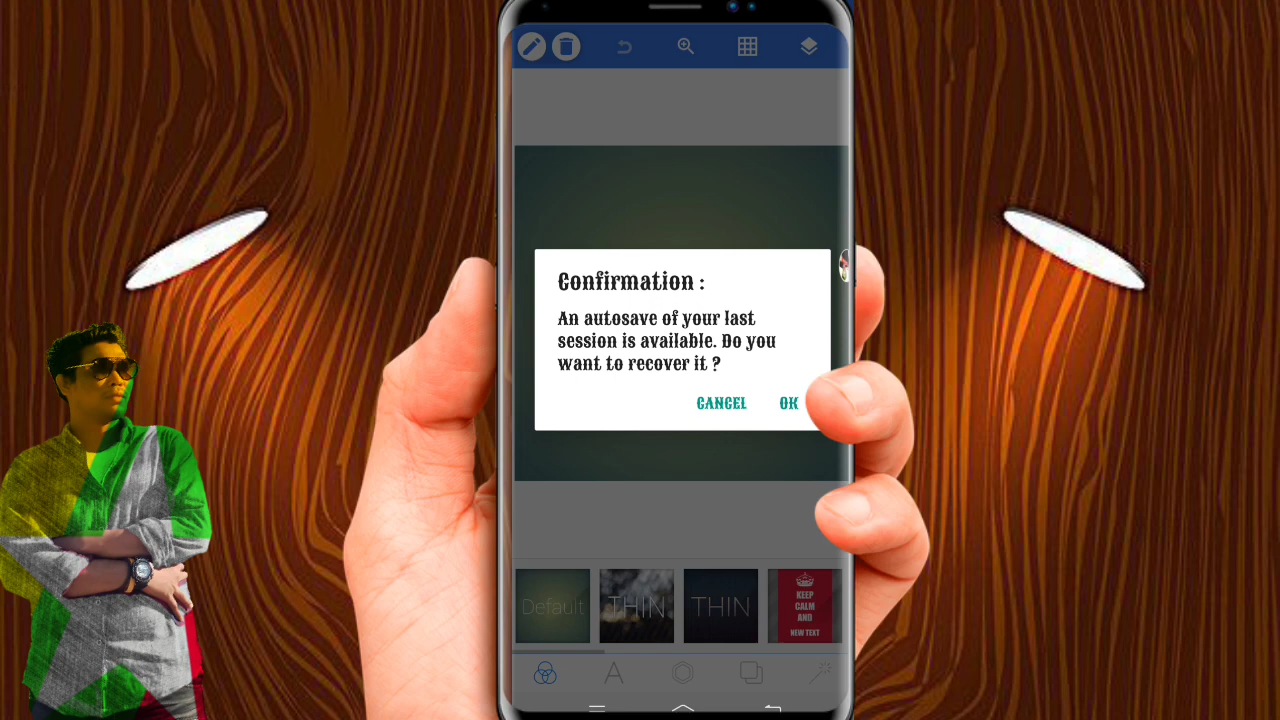 Confirmation :
An autosave of your last
session is available. Do you
want to recover it ?
CANCEL OK
Default
THIN
THIN
KEEP
CALM
AND
NEW TEXT
A